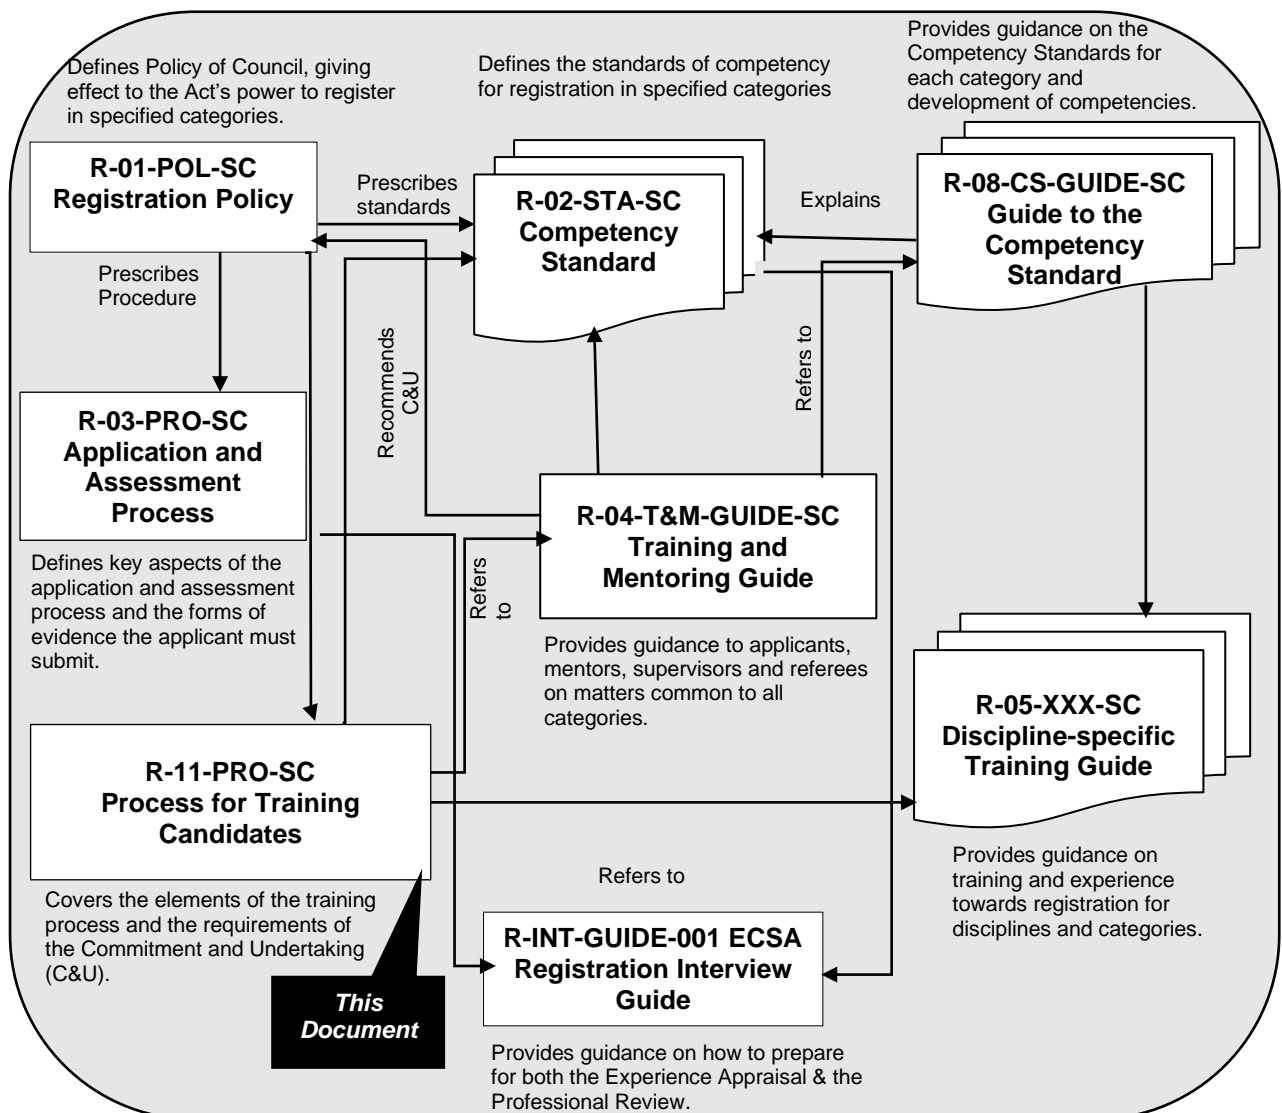 Defines Policy of Council, giving
effect to the Act's power to register
in specified categories.
Defines the standards of competency
for registration in specified categories
Provides guidance on the
Competency Standards for
each category and
development of competencies.
R-01-POL-SC
Registration Policy
Prescribes
standards
R-02-STA-SC
Competency
Standard
Explains
R-08-CS-GUIDE-SC
Guide to the
Competency
Standard
Prescribes
Procedure
Recommends
C&U
Refers to
R-03-PRO-SC
Application and
Assessment
Process
Defines key aspects of the
application and assessment
process and the forms of
evidence the applicant must
submit.
Refers
to
R-04-T&M-GUIDE-SC
Training and
Mentoring Guide
Provides guidance to applicants,
mentors, supervisors and referees
on matters common to all
categories.
R-05-XXX-SC
Discipline-specific
Training Guide
Provides guidance on
training and experience
towards registration for
disciplines and categories.
R-11-PRO-SC
Process for Training
Candidates
Covers the elements of the training
process and the requirements of
the Commitment and Undertaking
(C&U).
This
Document
Refers to
R-INT-GUIDE-001 ECSA
Registration Interview
Guide
Provides guidance on how to prepare
for both the Experience Appraisal & the
Professional Review.